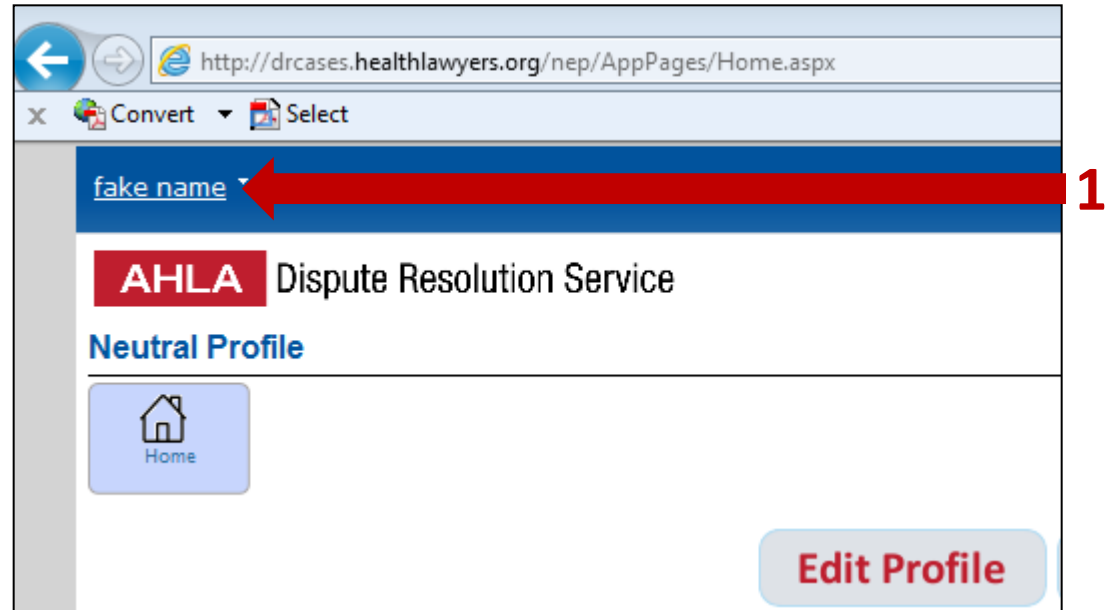 http://drcases.healthlawyers.org/nep/AppPages/Home.aspx
x Convert Select
fake name
1
AHLA Dispute Resolution Service
Neutral Profile
Home
Edit Profile